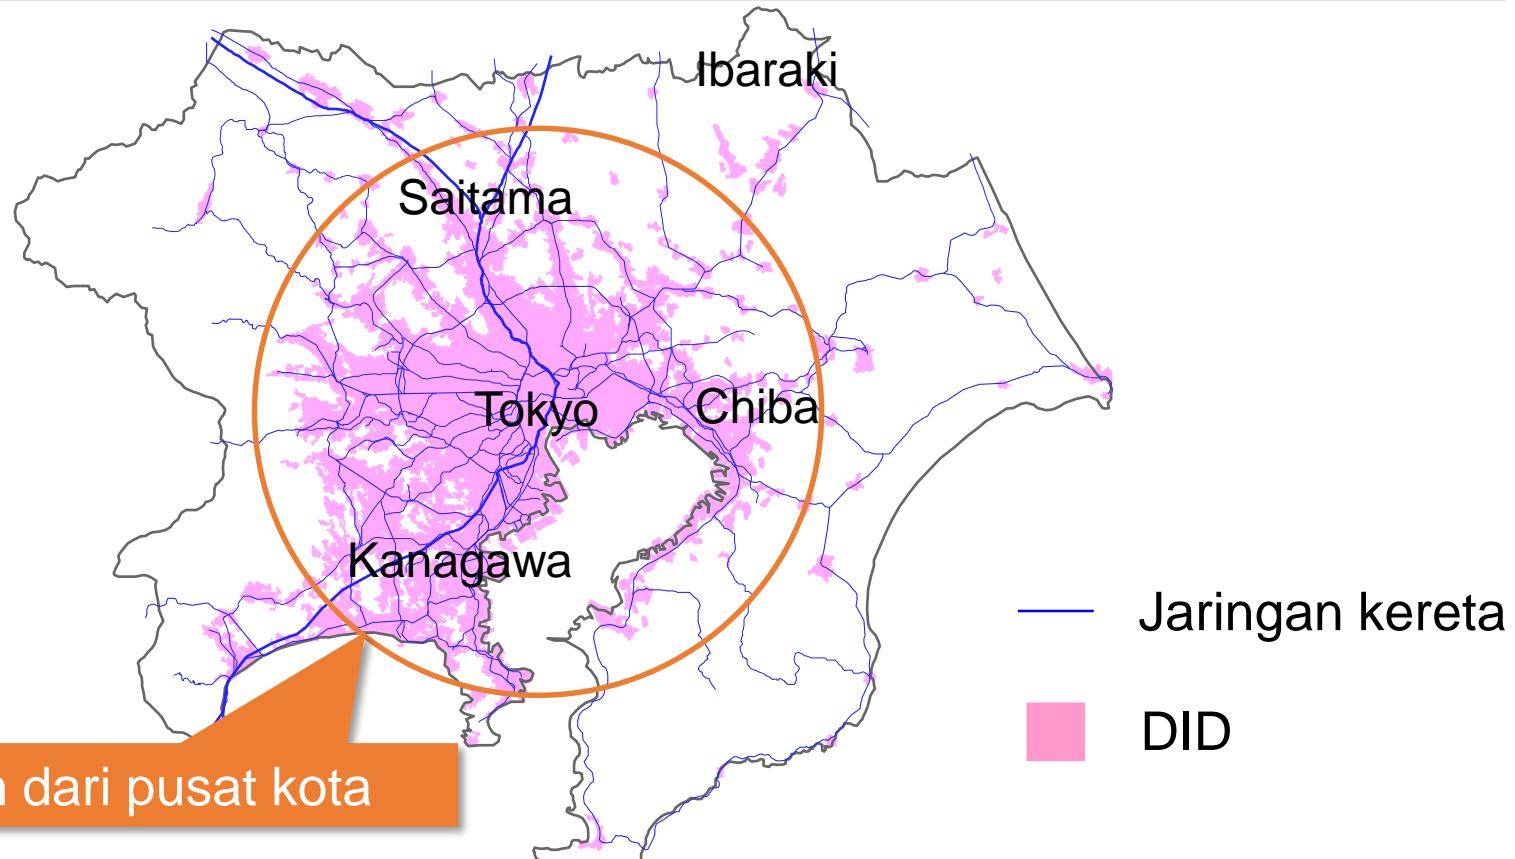 Ibaraki
Saitama
Tokyo
Chiba
Kanagawa
Jaringan kereta
DID
dari pusat kota